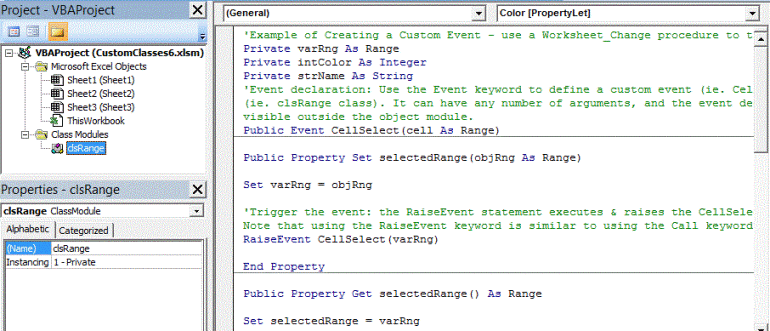 Project - VBAProject
VBAProject (CustomClasses6.xlsm)
Microsoft Excel Objects
Sheet1 (Sheet1)
Sheet2 (Sheet2)
Sheet3 (Sheet3)
ThisWorkbook
Class Modules
clsRange
Properties - clsRange
clsRange ClassModule
Alphabetic Categorized
(Name) clsRange
Instancing 1 - Private
(General) Color [PropertyLet]
'Example of Creating a Custom Event - use a Worksheet_Change procedure to t
Private varRng As Range
Private intColor As Integer
Private strName As String
'Event declaration: Use the Event keyword to define a custom event (ie. Cel
(ie. clsRange class). It can have any number of arguments, and the event de
visible outside the object module.
Public Event CellSelect(cell As Range)
Public Property Set selectedRange(objRng As Range)
Set varRng = objRng
'Trigger the event: the RaiseEvent statement executes & raises the CellSele
Note that using the RaiseEvent keyword is similar to using the Call keyword
RaiseEvent CellSelect(varRng)
End Property
Public Property Get selectedRange() As Range
Set selectedRange = varRng